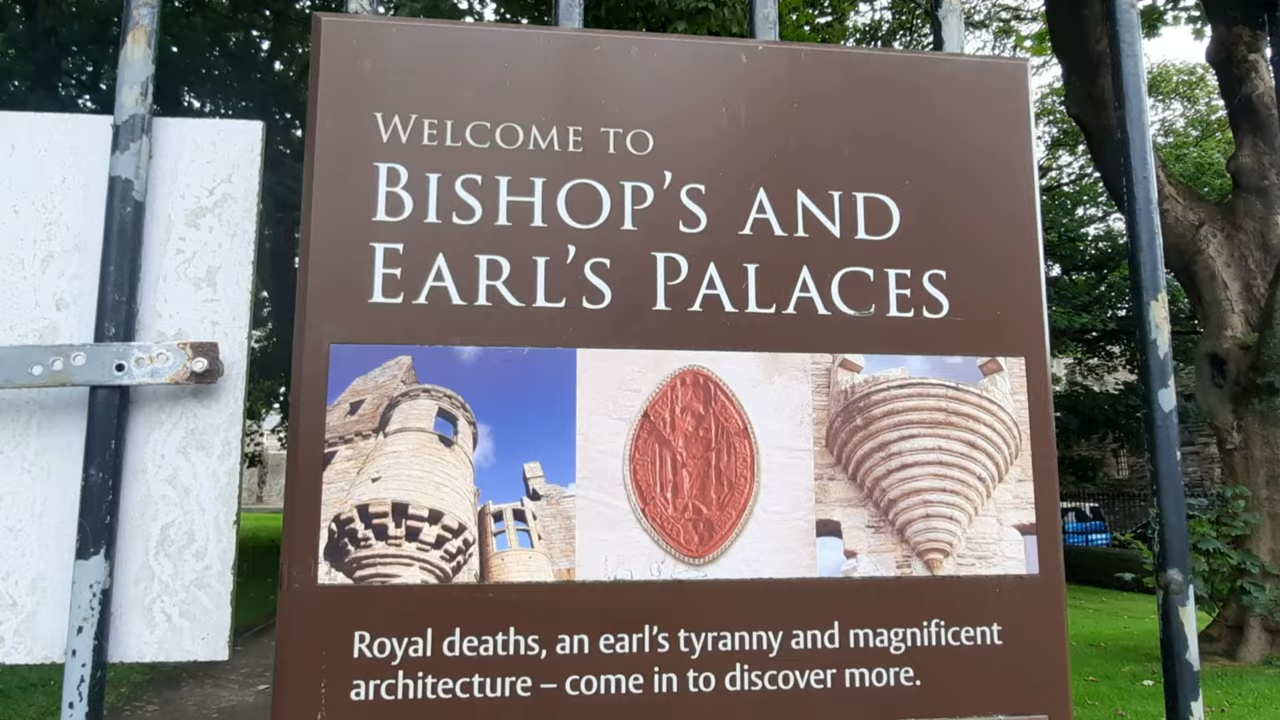 Welcome to
Bishop's and
Earl's Palaces
Royal deaths, an earl's tyranny and magnificent
architecture – come in to discover more.